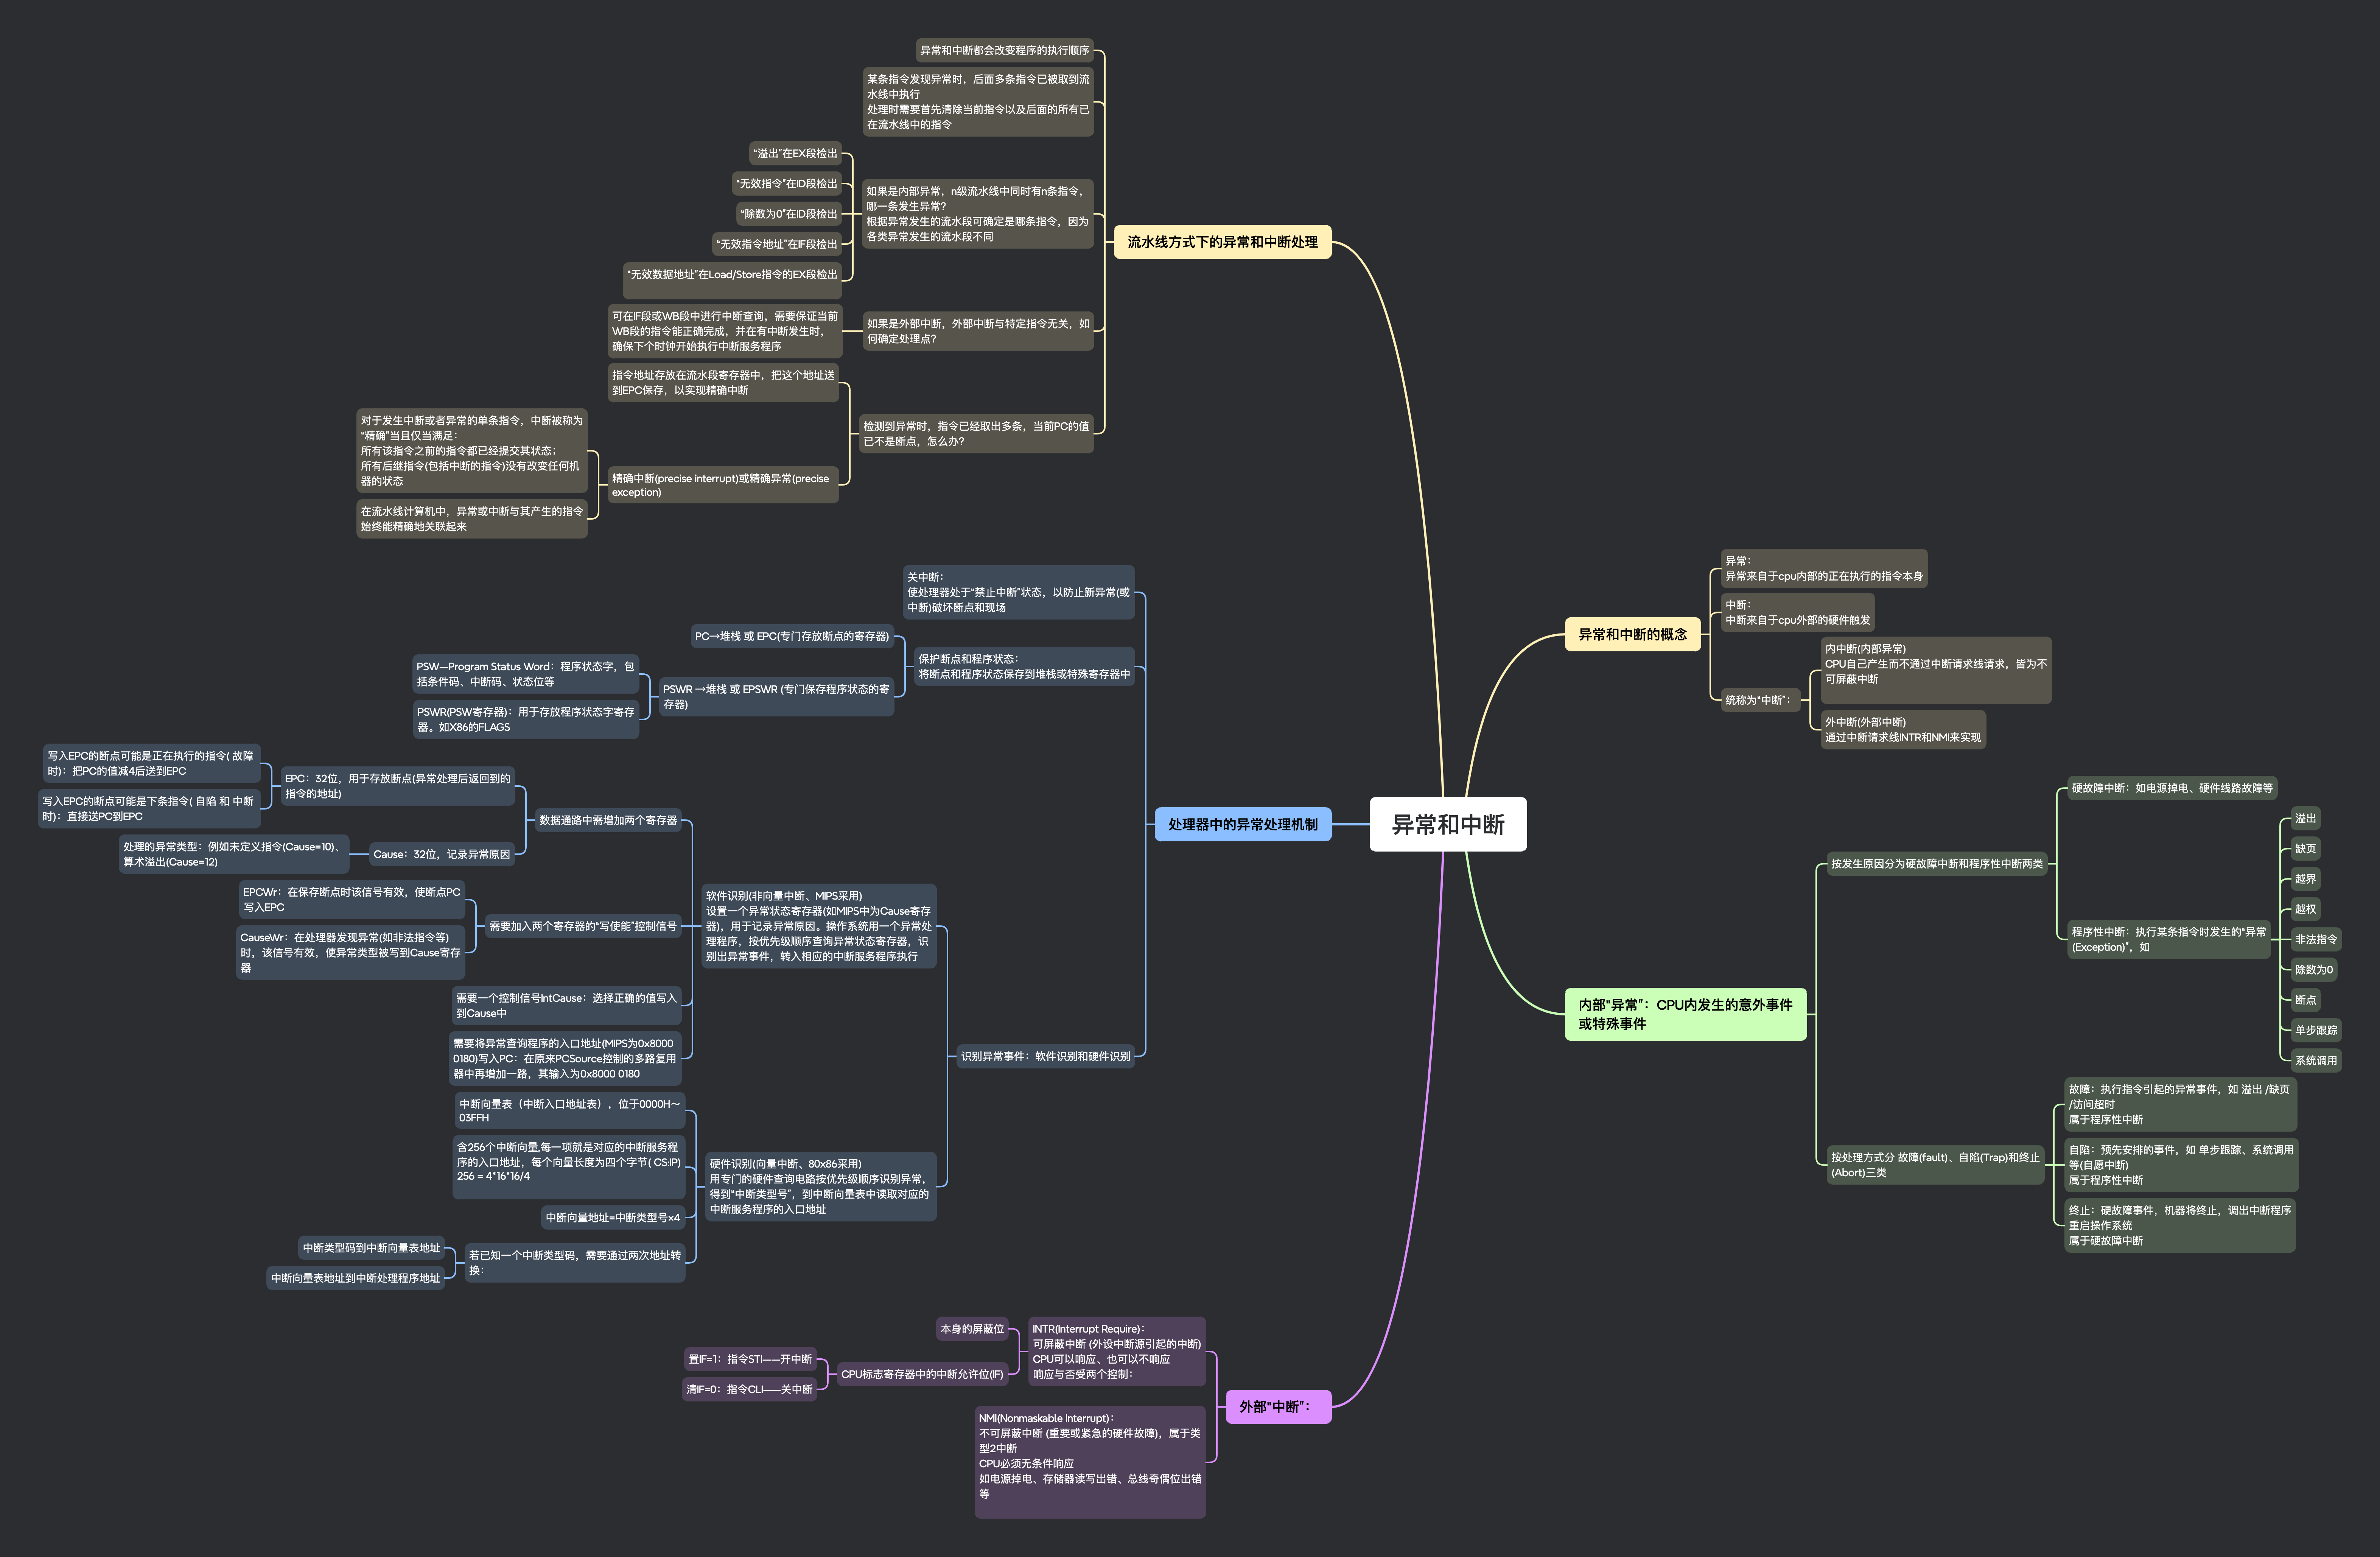 异常和中断
异常和中断的概念
异常：
异常来自于cpu内部的正在执行的指令本身
中断：
中断来自于cpu外部的硬件触发
统称为“中断”：
内中断(内部异常)
CPU自己产生而不通过中断请求线请求，皆为不
可屏蔽中断
外中断(外部中断)
通过中断请求线INTR和NMI来实现
内部“异常”：CPU内发生的意外事件
或特殊事件
按发生原因分为硬故障中断和程序性中断两类
硬故障中断：如电源掉电、硬件线路故障等
程序性中断：执行某条指令时发生的“异常
(Exception)”，如
溢出
缺页
越界
越权
非法指令
除数为0
断点
单步跟踪
系统调用
按处理方式分 故障(fault)、自陷(Trap)和终止
(Abort)三类
故障：执行指令引起的异常事件，如 溢出 /缺页
/访问超时
属于程序性中断
自陷：预先安排的事件，如 单步跟踪、系统调用
等(自愿中断)
属于程序性中断
终止：硬故障事件，机器将终止，调出中断程序
重启操作系统
属于硬故障中断
流水线方式下的异常和中断处理
异常和中断都会改变程序的执行顺序
某条指令发现异常时，后面多条指令已被取到流
水线中执行
处理时需要首先清除当前指令以及后面的所有已
在流水线中的指令
如果是内部异常，n级流水线中同时有n条指令，
哪一条发生异常？
根据异常发生的流水段可确定是哪条指令，因为
各类异常发生的流水段不同
“溢出”在EX段检出
“无效指令”在ID段检出
“除数为0”在ID段检出
“无效指令地址”在IF段检出
“无效数据地址”在Load/Store指令的EX段检出
如果是外部中断，外部中断与特定指令无关，如
何确定处理点？
可在IF段或WB段中进行中断查询，需要保证当前
WB段的指令能正确完成，并在有中断发生时，
确保下个时钟开始执行中断服务程序
检测到异常时，指令已经取出多条，当前PC的值
已不是断点，怎么办？
指令地址存放在流水段寄存器中，把这个地址送
到EPC保存，以实现精确中断
精确中断(precise interrupt)或精确异常(precise
exception)
对于发生中断或者异常的单条指令，中断被称为
“精确”当且仅当满足：
所有该指令之前的指令都已经提交其状态；
所有后继指令(包括中断的指令)没有改变任何机
器的状态
在流水线计算机中，异常或中断与其产生的指令
始终能精确地关联起来
处理器中的异常处理机制
关中断：
使处理器处于“禁止中断”状态，以防止新异常(或
中断)破坏断点和现场
保护断点和程序状态：
将断点和程序状态保存到堆栈或特殊寄存器中
PC→堆栈 或 EPC(专门存放断点的寄存器)
PSWR →堆栈 或 EPSWR (专门保存程序状态的寄
存器)
PSW—Program Status Word：程序状态字，包
括条件码、中断码、状态位等
PSWR(PSW寄存器)：用于存放程序状态字寄存
器。如X86的FLAGS
识别异常事件：软件识别和硬件识别
软件识别(非向量中断、MIPS采用)
设置一个异常状态寄存器(如MIPS中为Cause寄存
器)，用于记录异常原因。操作系统用一个异常处
理程序，按优先级顺序查询异常状态寄存器，识
别出异常事件，转入相应的中断服务程序执行
数据通路中需增加两个寄存器
EPC：32位，用于存放断点(异常处理后返回到的
指令的地址)
写入EPC的断点可能是正在执行的指令( 故障
时)：把PC的值减4后送到EPC
写入EPC的断点可能是下条指令( 自陷 和 中断
时)：直接送PC到EPC
Cause：32位，记录异常原因
处理的异常类型：例如未定义指令(Cause=10)、
算术溢出(Cause=12)
需要加入两个寄存器的“写使能”控制信号
EPCWr：在保存断点时该信号有效，使断点PC
写入EPC
CauseWr：在处理器发现异常(如非法指令等)
时，该信号有效，使异常类型被写到Cause寄存
器
需要一个控制信号IntCause：选择正确的值写入
到Cause中
需要将异常查询程序的入口地址(MIPS为0x8000
0180)写入PC：在原来PCSource控制的多路复用
器中再增加一路，其输入为0x8000 0180
硬件识别(向量中断、80x86采用)
用专门的硬件查询电路按优先级顺序识别异常，
得到“中断类型号”，到中断向量表中读取对应的
中断服务程序的入口地址
中断向量表（中断入口地址表），位于0000H～
03FFH
含256个中断向量,每一项就是对应的中断服务程
序的入口地址，每个向量长度为四个字节( CS:IP)
256 = 4*16*16/4
中断向量地址=中断类型号×4
若已知一个中断类型码，需要通过两次地址转
换：
中断类型码到中断向量表地址
中断向量表地址到中断处理程序地址
外部“中断”：
INTR(Interrupt Require)：
可屏蔽中断 (外设中断源引起的中断)
CPU可以响应、也可以不响应
响应与否受两个控制：
本身的屏蔽位
CPU标志寄存器中的中断允许位(IF)
置IF=1：指令STI——开中断
清IF=0：指令CLI——关中断
NMI(Nonmaskable Interrupt)：
不可屏蔽中断 (重要或紧急的硬件故障)，属于类
型2中断
CPU必须无条件响应
如电源掉电、存储器读写出错、总线奇偶位出错
等